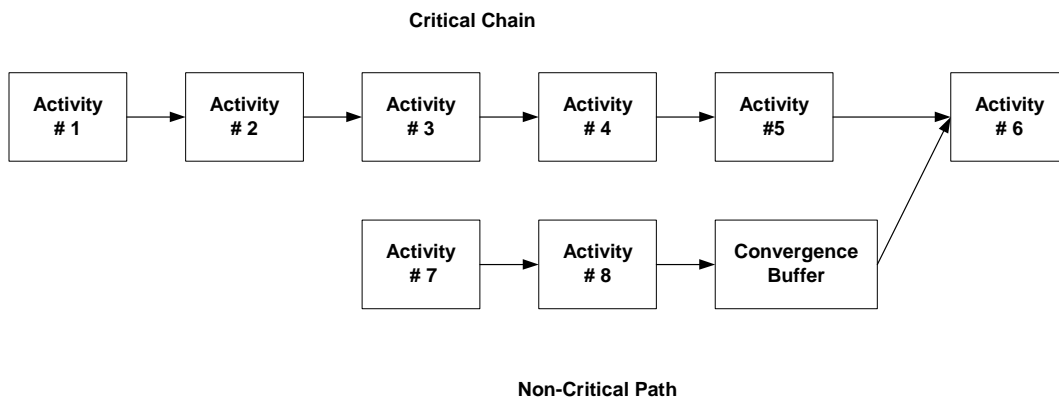 Critical Chain
Activity
# 1
Activity
# 2
Activity
# 3
Activity
# 4
Activity
#5
Activity
# 6
Activity
# 7
Activity
# 8
Convergence
Buffer
Non-Critical Path